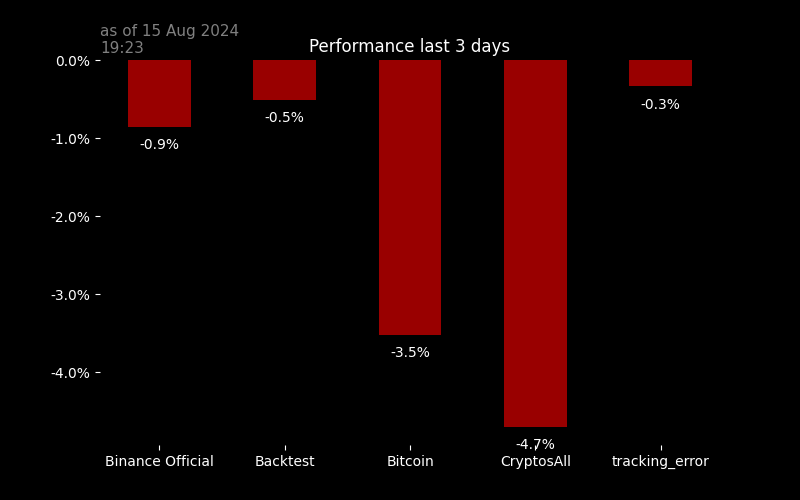 as of 15 Aug 2024
19:23
Performance last 3 days
0.0%
-1.0%
-2.0%
-3.0%
-4.0%
-0.9%
-0.5%
-3.5%
-4.7%
-0.3%
Binance Official
Backtest
Bitcoin
CryptosAll
tracking_error